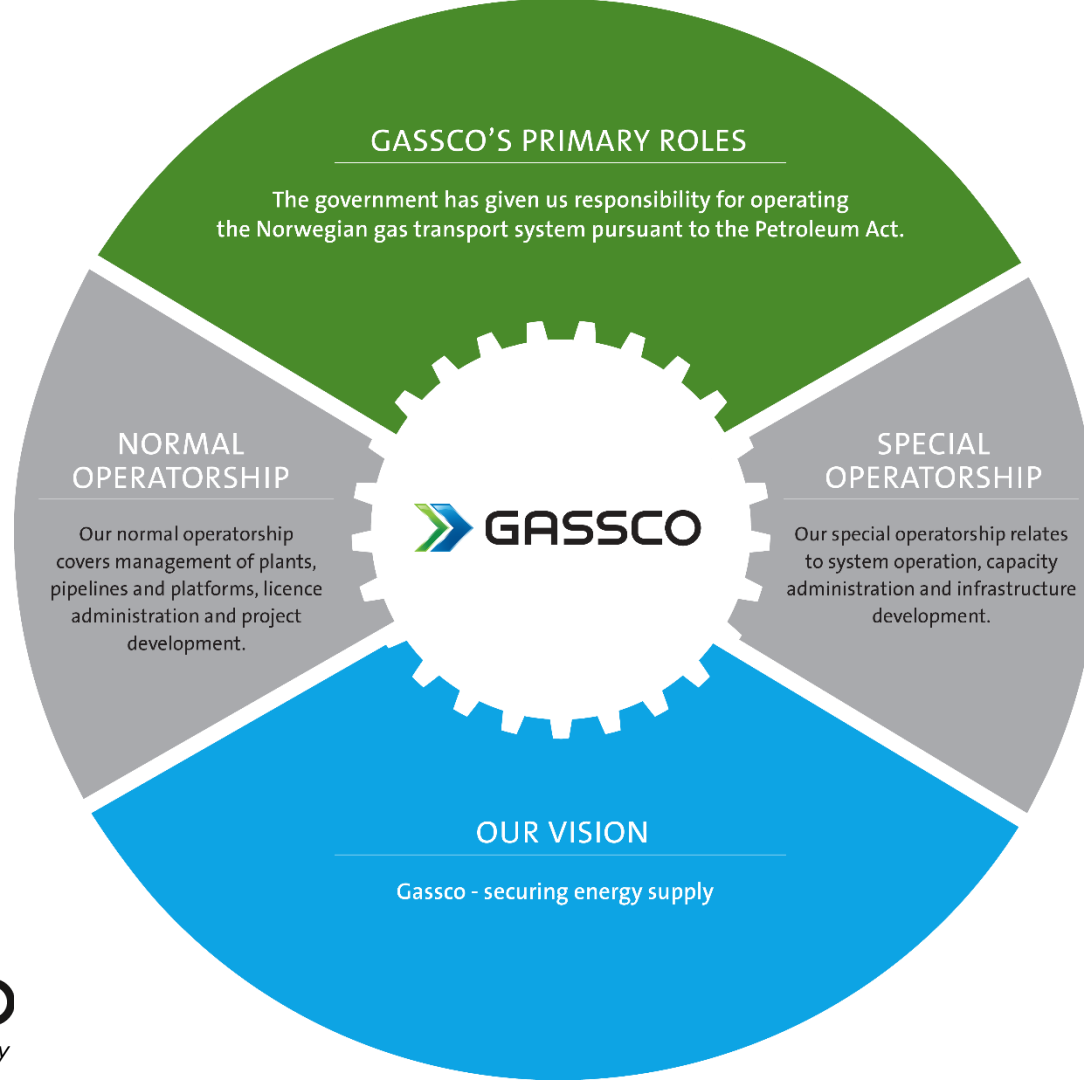 GASSCO'S PRIMARY ROLES
The government has given us responsibility for operating
the Norwegian gas transport system pursuant to the Petroleum Act.
NORMAL
OPERATORSHIP
Our normal operatorship
covers management of plants,
pipelines and platforms, licence
administration and project
development.
GASSCO
SPECIAL
OPERATORSHIP
Our special operatorship relates
to system operation, capacity
administration and infrastructure
development.
OUR VISION
Gassco - securing energy supply